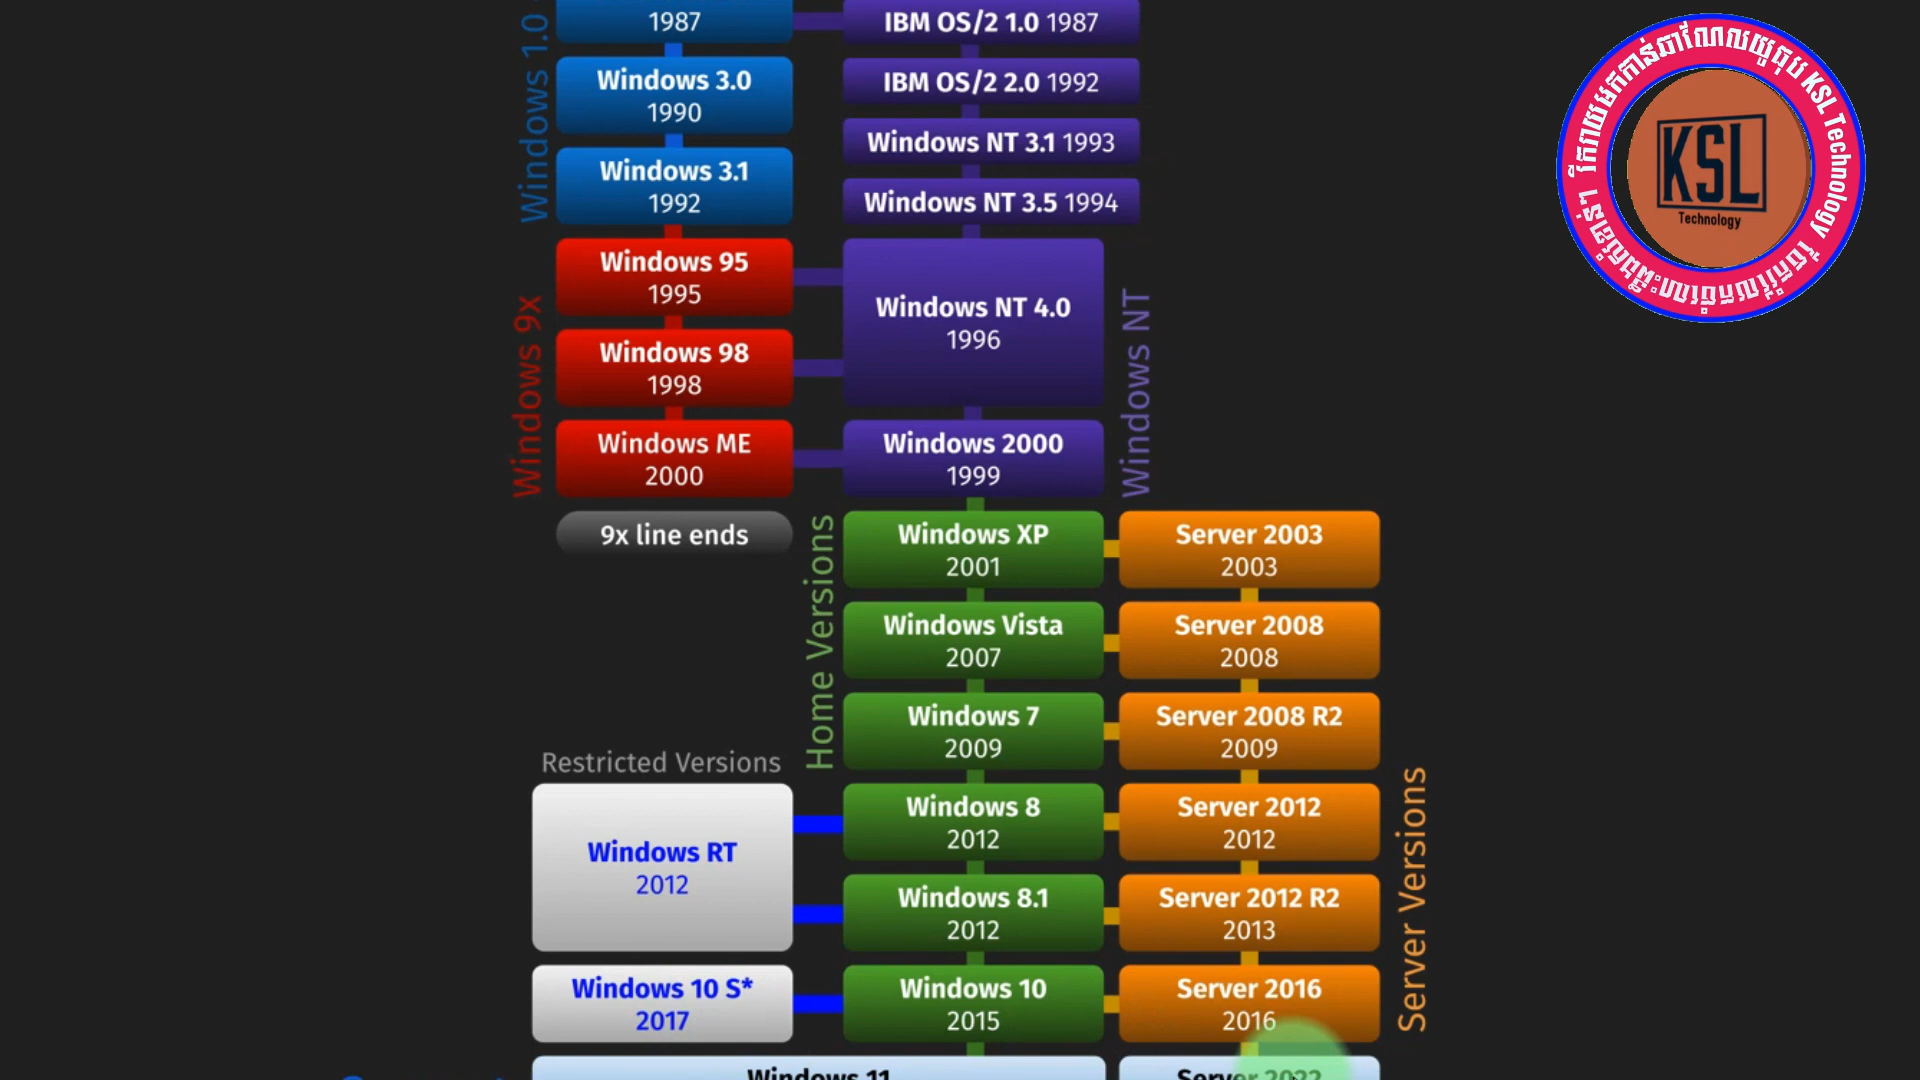 1987
IBM OS/2 1.0 1987
Windows 1.0
Windows 3.0
1990
IBM OS/2 2.0 1992
Windows NT 3.1 1993
Windows 3.1
1992
Windows NT 3.5 1994
Windows 9x
Windows 95
1995
Windows NT 4.0
1996
Windows NT
Windows 98
1998
Windows ME
2000
Windows 2000
1999
9x line ends
Home Versions
Windows XP
2001
Server 2003
2003
Windows Vista
2007
Server 2008
2008
Windows 7
2009
Server 2008 R2
2009
Restricted Versions
Windows RT
2012
Windows 8
2012
Server 2012
2012
Server Versions
Windows 8.1
2012
Server 2012 R2
2013
Windows 10 S*
2017
Windows 10
2015
Server 2016
2016
Windows 11
Server 2022
KSL
Technology
KSL Technology